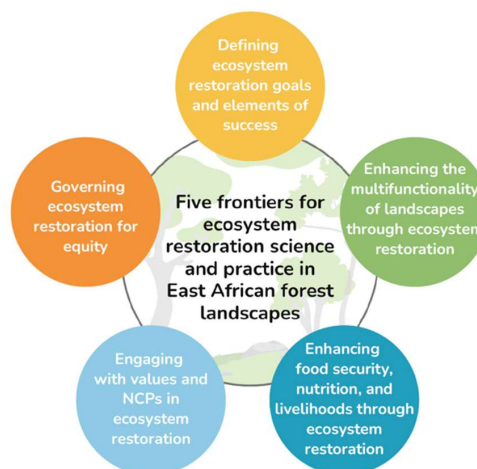 Defining
ecosystem
restoration goals
and elements of
success
Enhancing the
multifunctionality
of landscapes
through ecosystem
restoration
Enhancing
food security,
nutrition, and
livelihoods through
ecosystem
restoration
Engaging
with values and
NCPs in
ecosystem
restoration
Governing
ecosystem
restoration for
equity
Five frontiers for
ecosystem
restoration science
and practice in
East African forest
landscapes